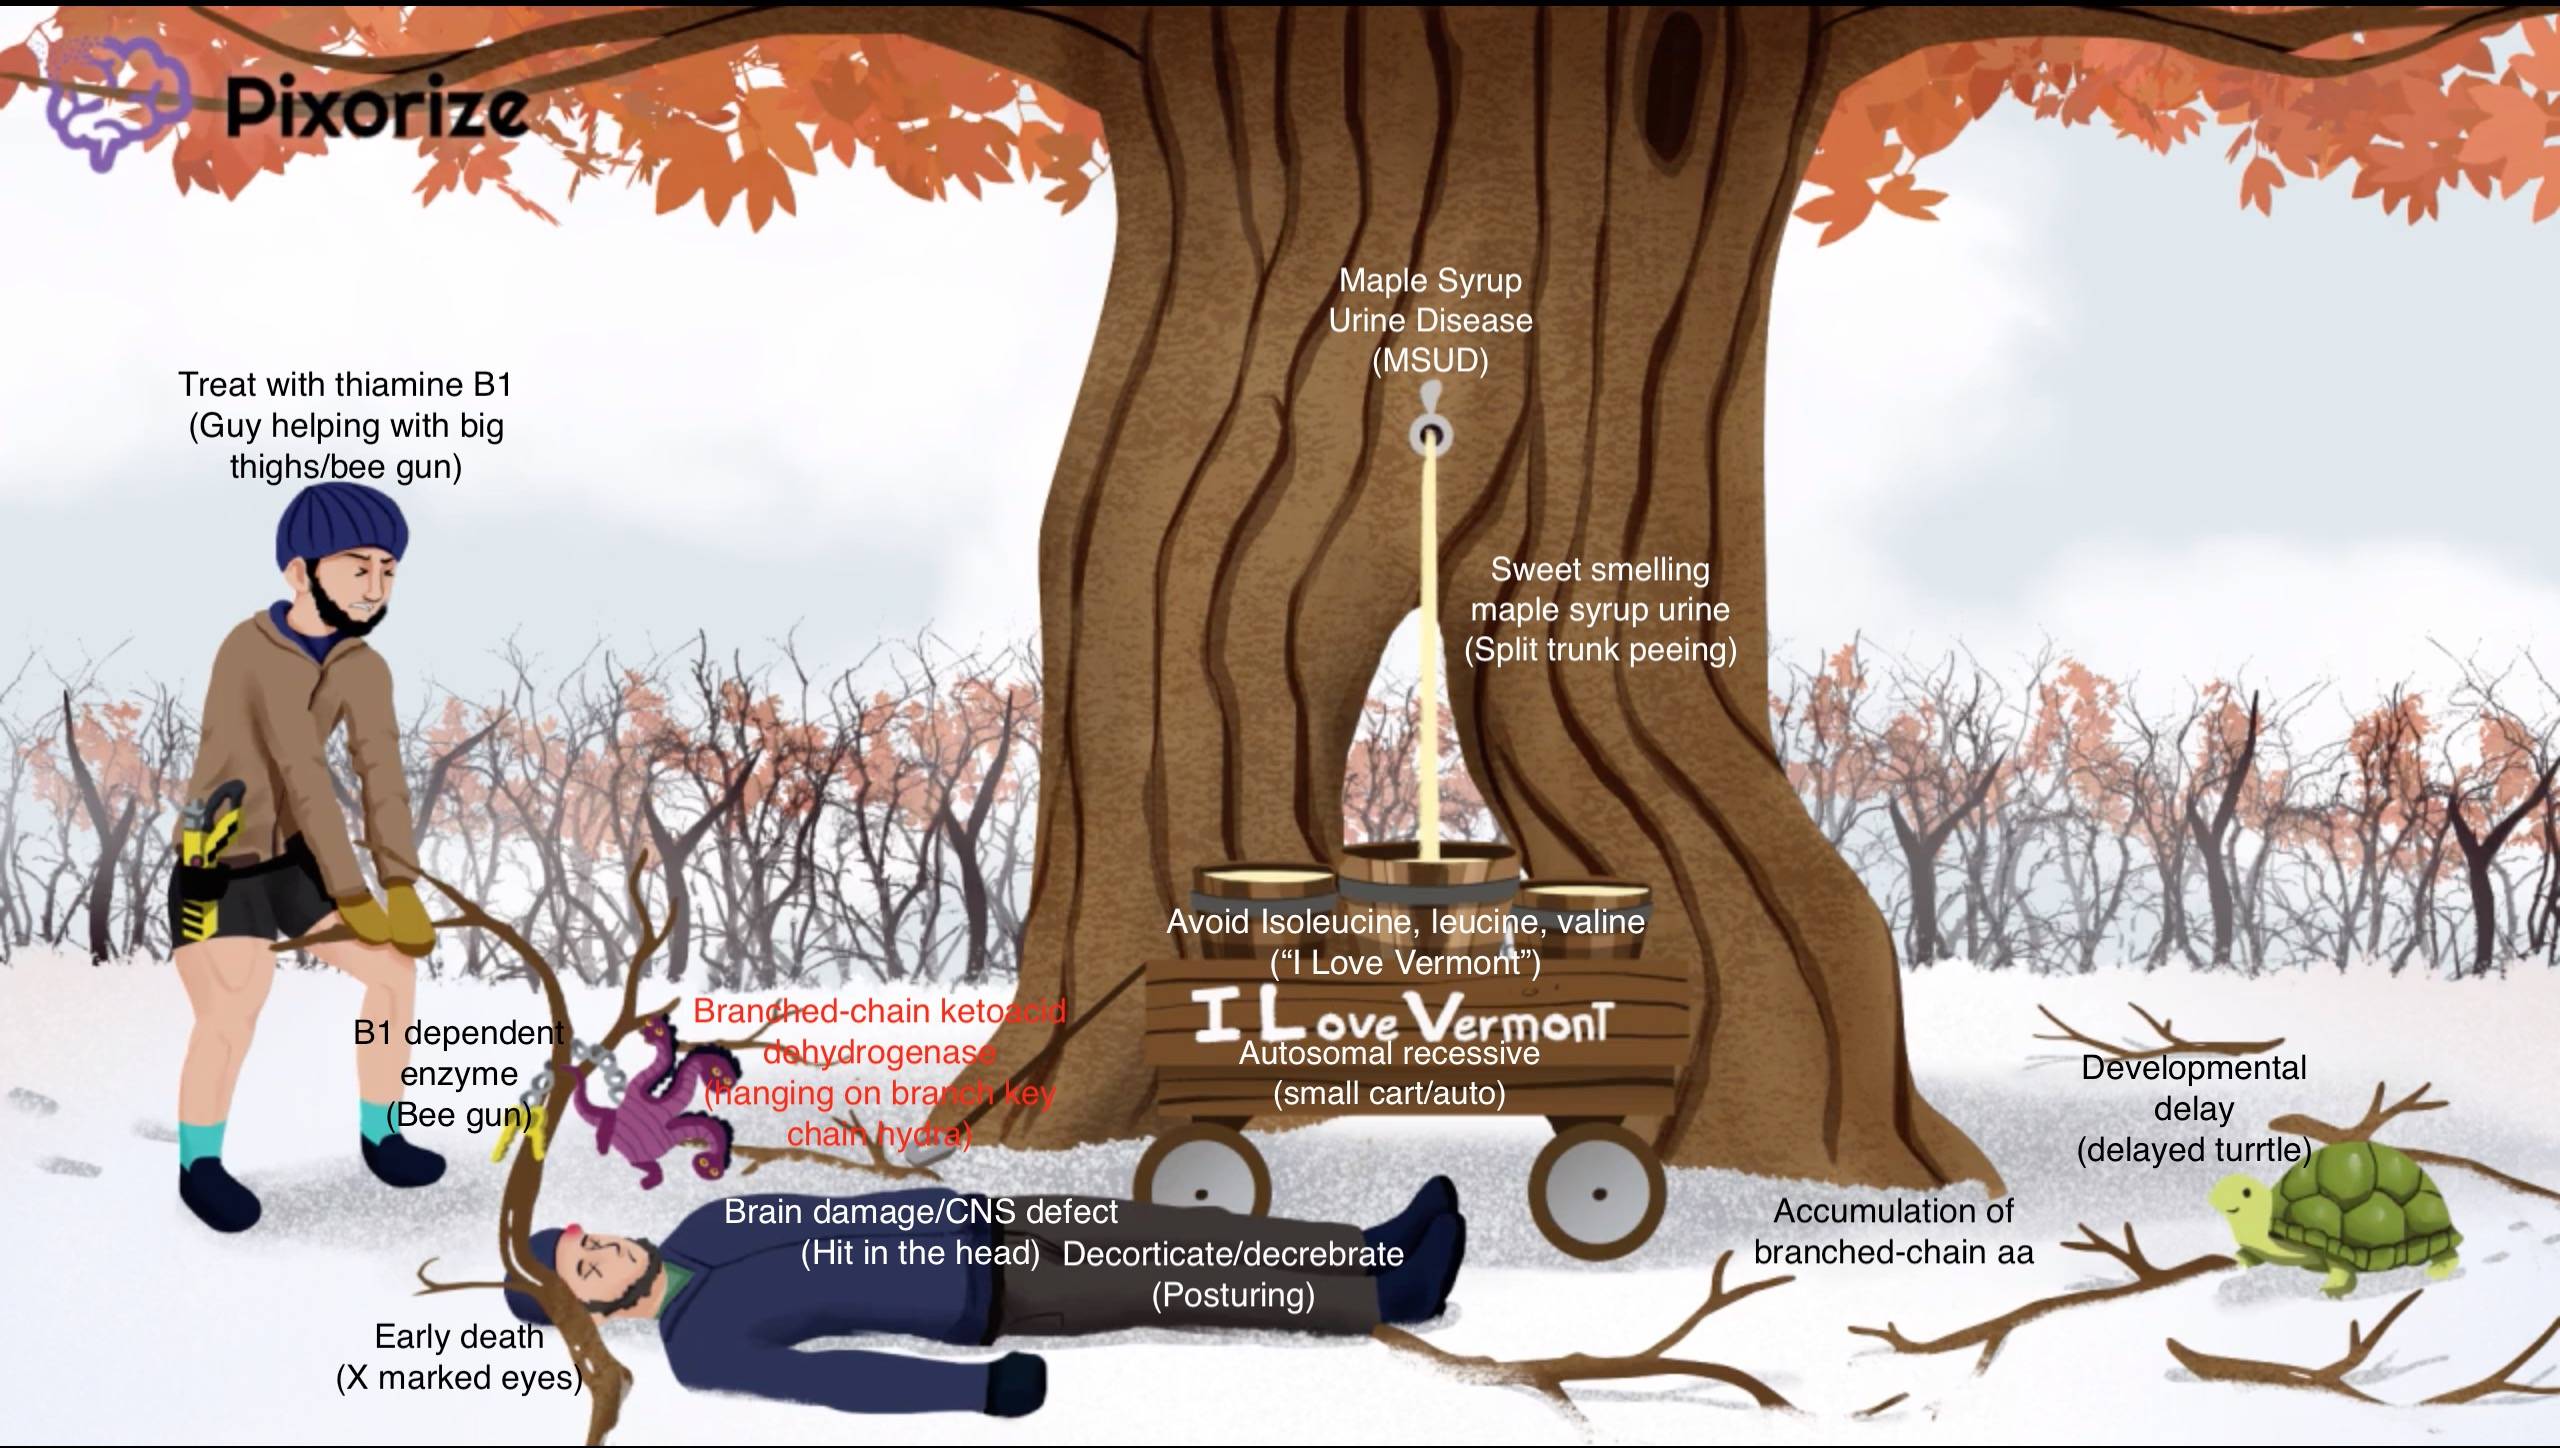 Pixorize
Maple Syrup
Urine Disease
(MSUD)
Treat with thiamine B1
(Guy helping with big
thighs/bee gun)
Sweet smelling
maple syrup urine
(Split trunk peeing)
Avoid Isoleucine, leucine, valine
(“I Love Vermont”)
I Love Vermont
Autosomal recessive
(small cart/auto)
Branched-chain ketoacid
dehydrogenase
(hanging on branch key
chain hydra)
B1 dependent
enzyme
(Bee gun)
Developmental
delay
(delayed turrtle)
Brain damage/CNS defect
(Hit in the head)
Decorticate/decrebrate
(Posturing)
Accumulation of
branched-chain aa
Early death
(X marked eyes)